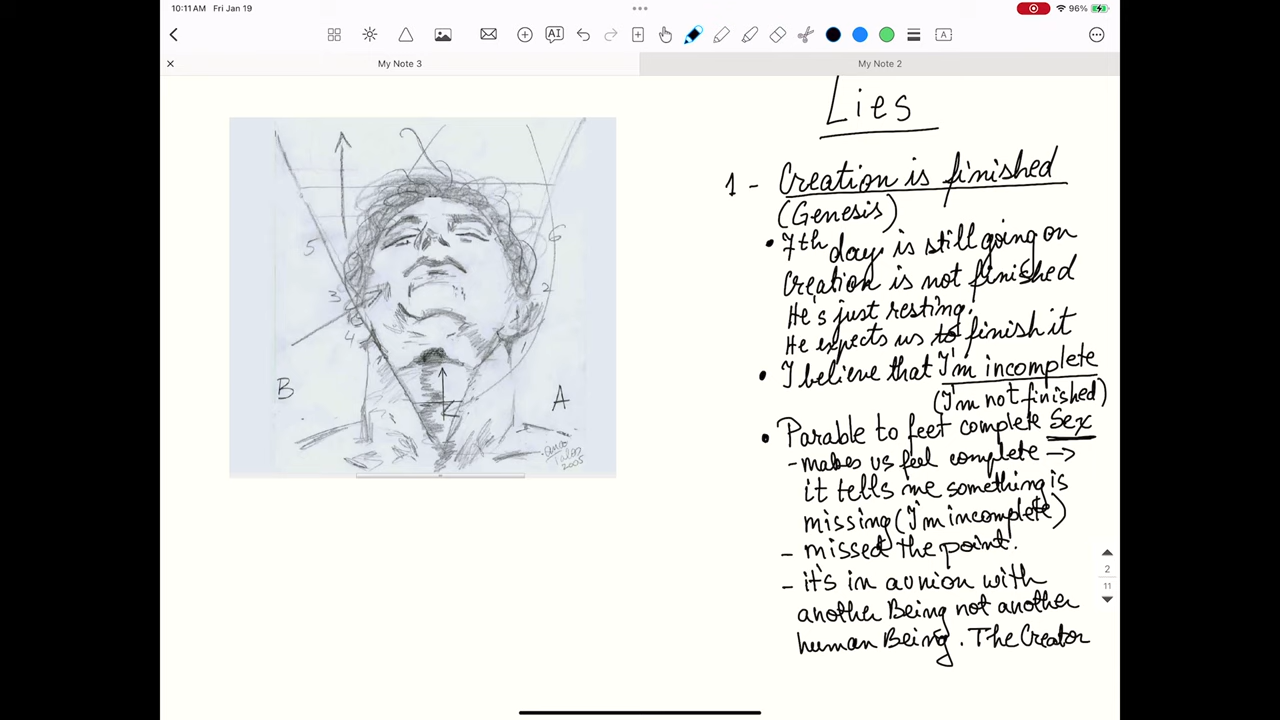 10:11 AM Fri Jan 19
96%
AI
A
My Note 3
My Note 2
Lies
1 - Creation is finished
(Genesis)
• 7th day is still going on
Creation is not finished
He's just resting.
He expects us to finish it
• I believe that I'm incomplete
(I'm not finished)
• Parable to feet complete Sex
- makes us feel complete →
it tells me something is
missing (I'm incomplete)
- missed the point.
- it's in a union with
another Being not another
human Being. The Creator
5
6
3
2
4
B
A
2005
2
11